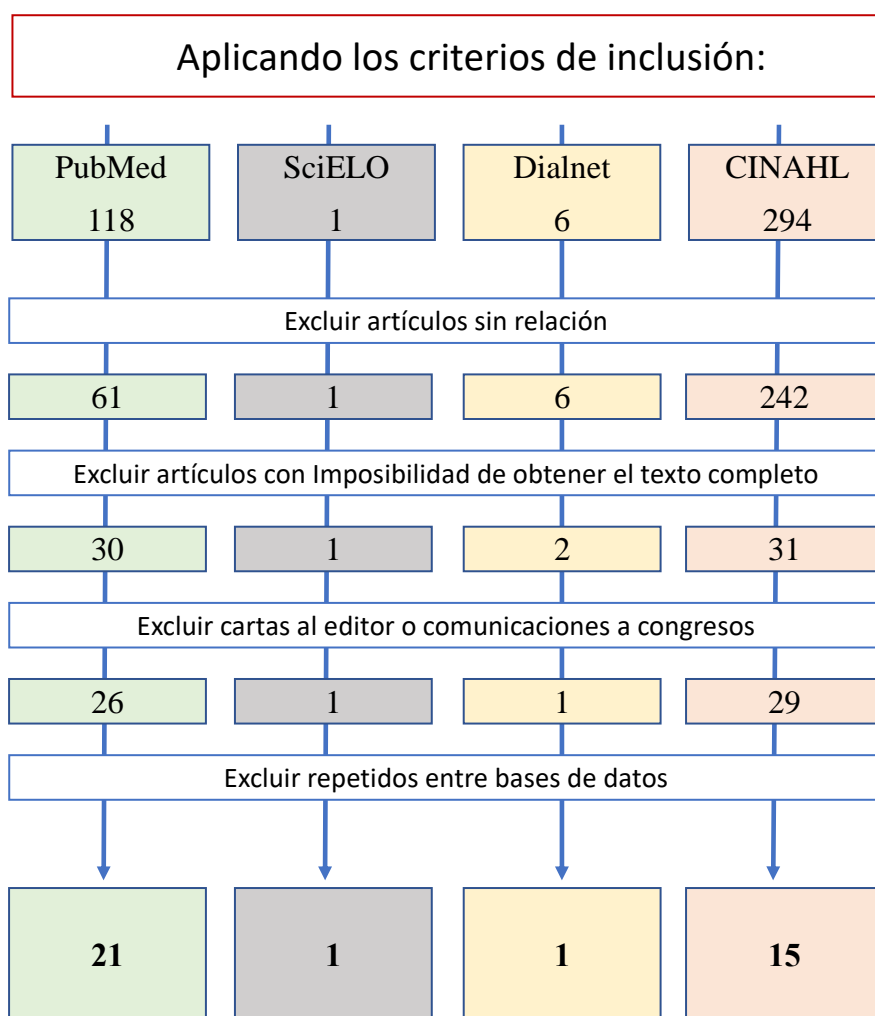 Aplicando los criterios de inclusión:
PubMed SciELO Dialnet CINAHL
118 1 6 294
Excluir artículos sin relación
61 1 6 242
Excluir artículos con Imposibilidad de obtener el texto completo
30 1 2 31
Excluir cartas al editor o comunicaciones a congresos
26 1 1 29
Excluir repetidos entre bases de datos
21 1 1 15